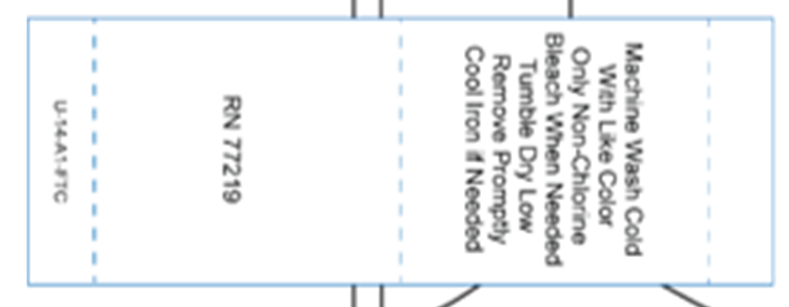 Machine Wash Cold
With Like Color
Only Non-Chlorine
Bleach When Needed
Tumble Dry Low
Remove Promptly
Cool Iron if Needed
RN 77219
U-14-A1-FTC